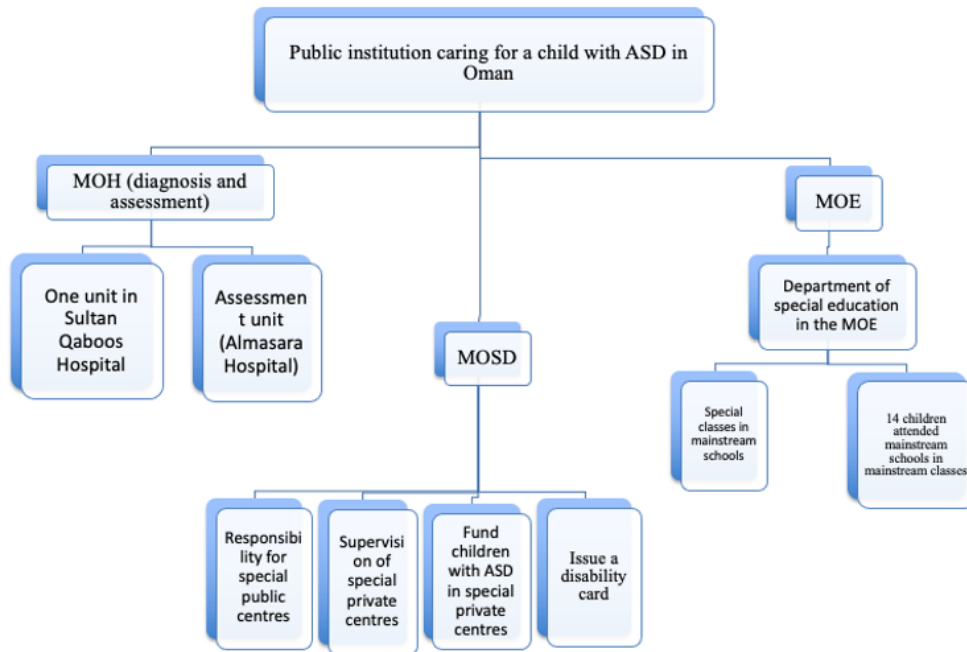 Public institution caring for a child with ASD in
Oman
MOH (diagnosis and
assessment)
MOE
One unit in
Sultan
Qaboos
Hospital
Assessmen
t unit
(Almasara
Hospital)
Department of
special education
in the MOE
MOSD
Special
classes in
mainstream
schools
14 children
attended
mainstream
schools in
mainstream classes
Responsibi
lity for
special
public
centres
Supervisi
on of
special
private
centres
Fund
children
with ASD
in special
private
centres
Issue a
disability
card